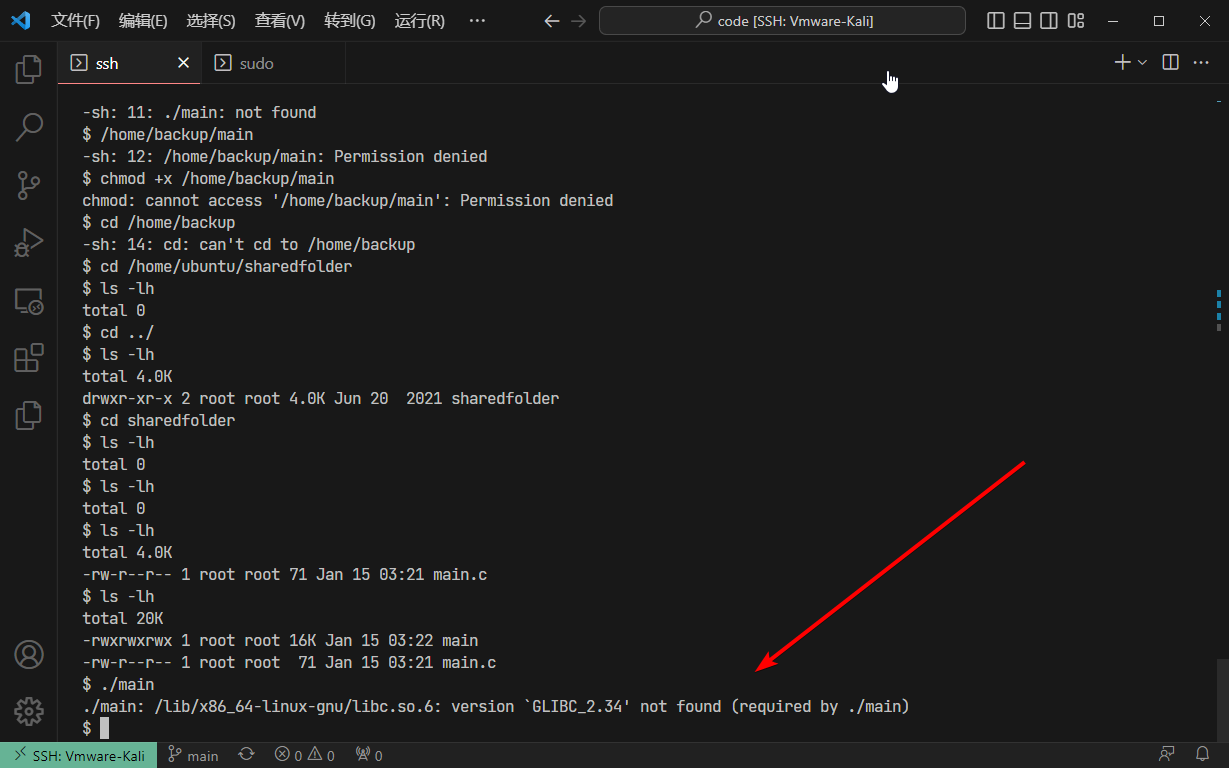 文件(F) 编辑(E) 选择(S) 查看(V) 转到(G) 运行(R) ··· code [SSH: Vmware-Kali]
ssh sudo
-sh: 11: ./main: not found
$ /home/backup/main
-sh: 12: /home/backup/main: Permission denied
$ chmod +x /home/backup/main
chmod: cannot access '/home/backup/main': Permission denied
$ cd /home/backup
-sh: 14: cd: can't cd to /home/backup
$ cd /home/ubuntu/sharedfolder
$ ls -lh
total 0
$ cd ../
$ ls -lh
total 4.0K
drwxr-xr-x 2 root root 4.0K Jun 20  2021 sharedfolder
$ cd sharedfolder
$ ls -lh
total 0
$ ls -lh
total 0
$ ls -lh
total 4.0K
-rw-r--r-- 1 root root 71 Jan 15 03:21 main.c
$ ls -lh
total 20K
-rwxrwxrwx 1 root root 16K Jan 15 03:22 main
-rw-r--r-- 1 root root  71 Jan 15 03:21 main.c
$ ./main
./main: /lib/x86_64-linux-gnu/libc.so.6: version `GLIBC_2.34' not found (required by ./main)
$
SSH: Vmware-Kali main 0 0 0